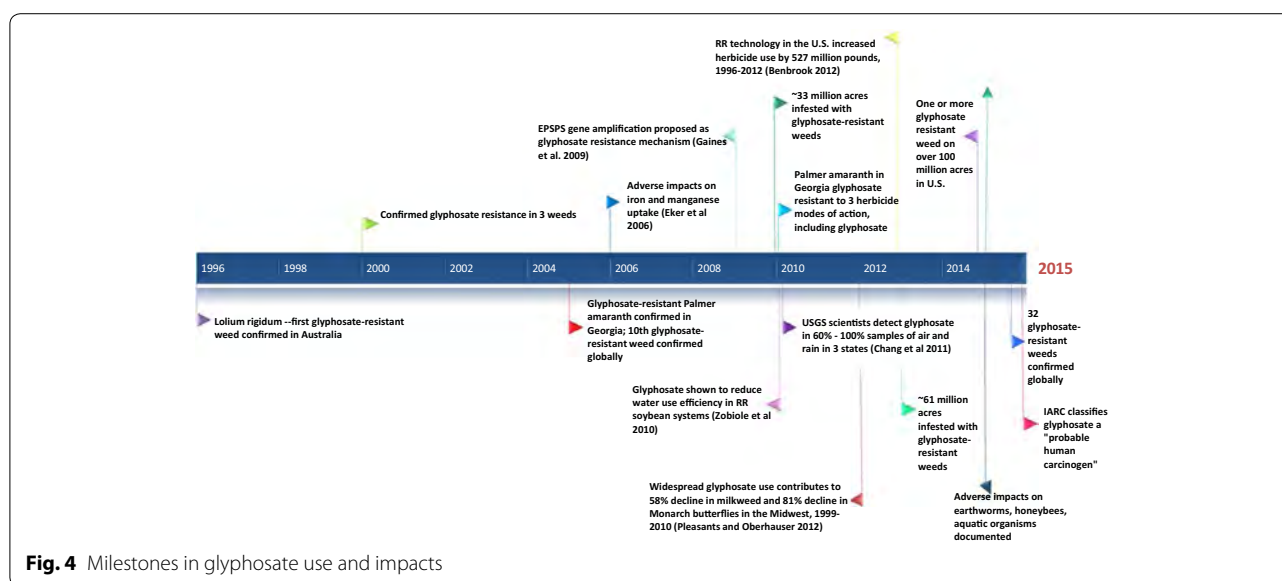 RR technology in the U.S. increased
herbicide use by 527 million pounds,
1996-2012 (Benbrook 2012)
~33 million acres
infested with
glyphosate-resistant
weeds
One or more
glyphosate
resistant
weed on
over 100
million acres
in U.S.
EPSPS gene amplification proposed as
glyphosate resistance mechanism (Gaines
et al. 2009)
Adverse impacts on
iron and manganese
uptake (Eker et al
2006)
Palmer amaranth in
Georgia glyphosate
resistant to 3 herbicide
modes of action,
including glyphosate
Confirmed glyphosate resistance in 3 weeds
1996 1998 2000 2002 2004 2006 2008 2010 2012 2014 2015
Lolium rigidum --first glyphosate-resistant
weed confirmed in Australia
Glyphosate-resistant Palmer
amaranth confirmed in
Georgia; 10th glyphosate-
resistant weed confirmed
globally
USGS scientists detect glyphosate
in 60% - 100% samples of air and
rain in 3 states (Chang et al 2011)
32
glyphosate-
resistant
weeds
confirmed
globally
Glyphosate shown to reduce
water use efficiency in RR
soybean systems (Zobiole et al
2010)
~61 million
acres
infested with
glyphosate-
resistant
weeds
IARC classifies
glyphosate a
"probable
human
carcinogen"
Widespread glyphosate use contributes to
58% decline in milkweed and 81% decline in
Monarch butterflies in the Midwest, 1999-
2010 (Pleasants and Oberhauser 2012)
Adverse impacts on
earthworms, honeybees,
aquatic organisms
documented
Fig. 4 Milestones in glyphosate use and impacts